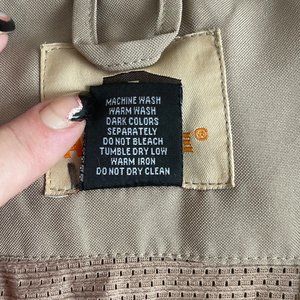 MACHINE WASH
WARM WASH
DARK COLORS
SEPARATELY
DO NOT BLEACH
TUMBLE DRY LOW
WARM IRON
DO NOT DRY CLEAN
®